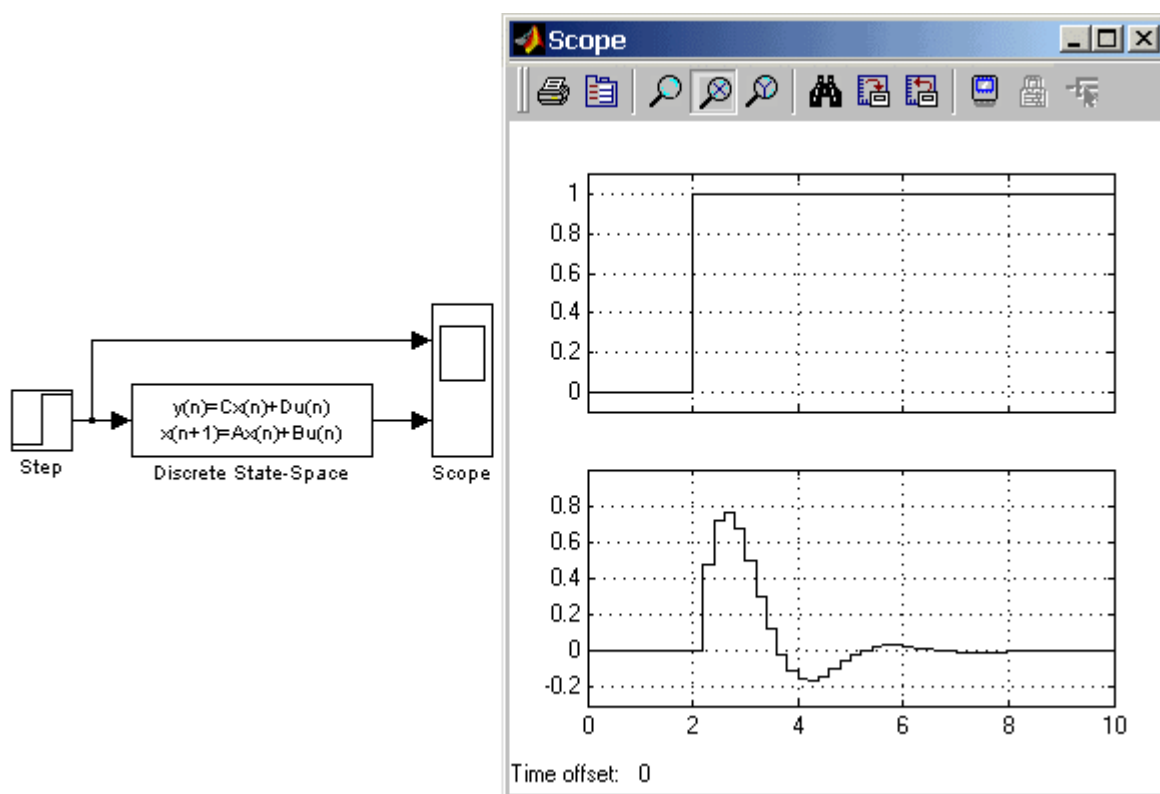 Scope
1
0.8
0.6
0.4
0.2
0
y(n)=Cx(n)+Du(n)
x(n+1)=Ax(n)+Bu(n)
Step
Discrete State-Space
Scope
0.8
0.6
0.4
0.2
0
-0.2
0 2 4 6 8 10
Time offset: 0